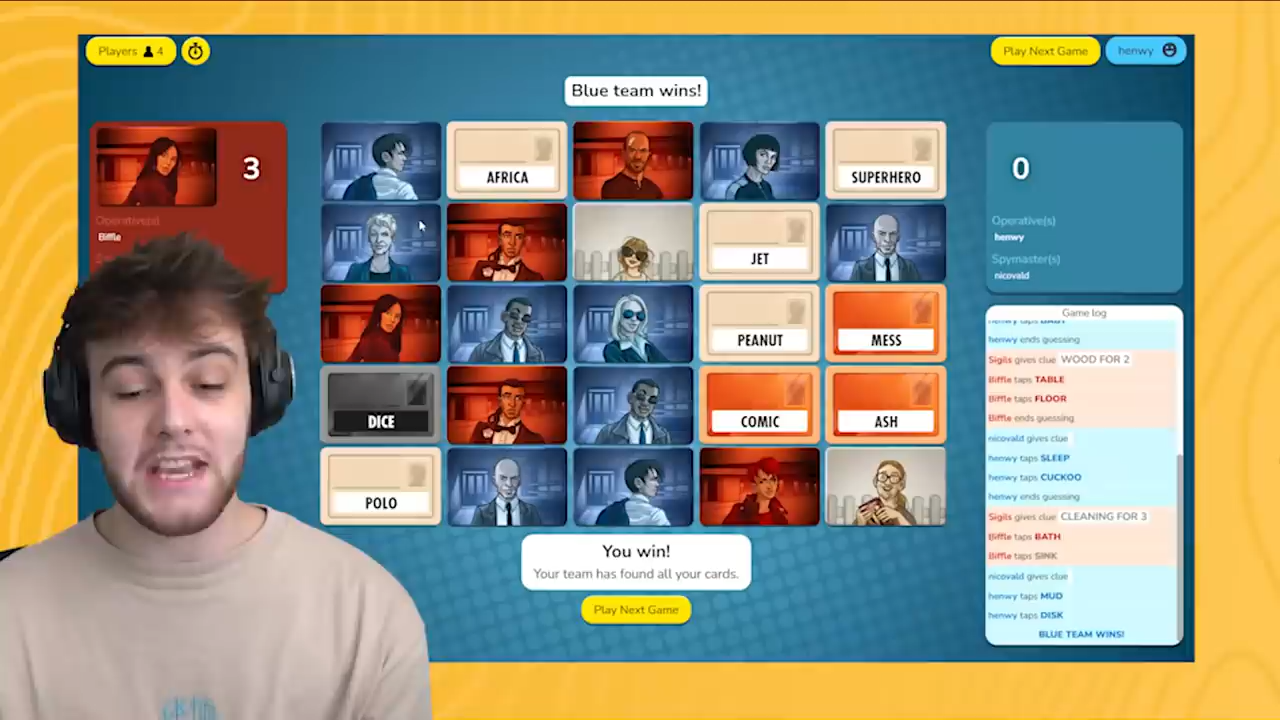 Players 4
Play Next Game
henwy
Blue team wins!
3
Operative(s)
Biffle
AFRICA
SUPERHERO
JET
PEANUT
MESS
DICE
COMIC
ASH
POLO
0
Operative(s)
henwy
Spymaster(s)
nicovald
Game log
henwy taps
henwy ends guessing
Sigils gives clue WOOD FOR 2
Biffle taps TABLE
Biffle taps FLOOR
Biffle ends guessing
nicovald gives clue
henwy taps SLEEP
henwy taps CUCKOO
henwy ends guessing
Sigils gives clue CLEANING FOR 3
Biffle taps BATH
Biffle taps SINK
nicovald gives clue
henwy taps MUD
henwy taps DISK
BLUE TEAM WINS!
You win!
Your team has found all your cards.
Play Next Game